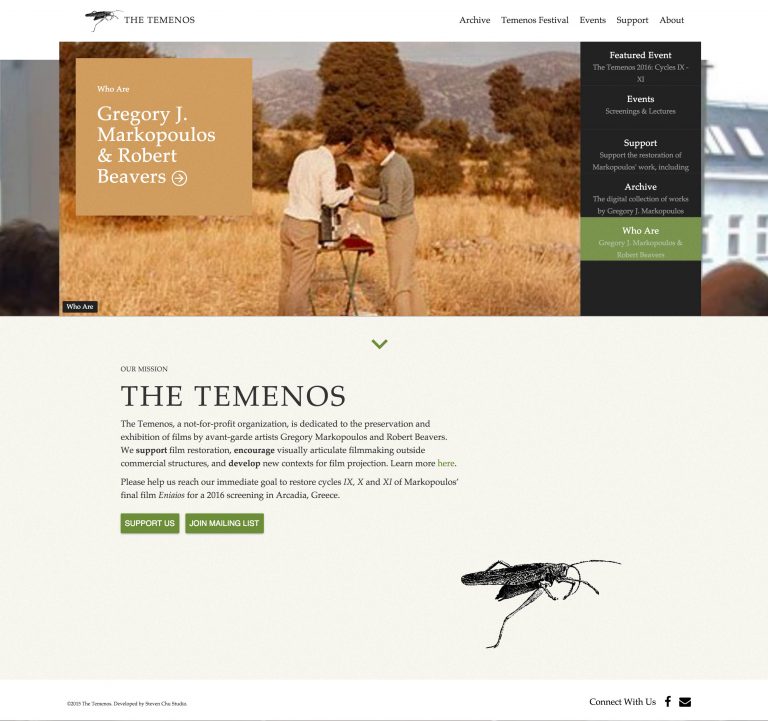 THE TEMENOS
Archive Temenos Festival Events Support About
Who Are
Gregory J.
Markopoulos
& Robert
Beavers
Featured Event
The Temenos 2016: Cycles IX -
XI
Events
Screenings & Lectures
Support
Support the restoration of
Markopoulos' work, including
Archive
The digital collection of works
by Gregory J. Markopoulos
Who Are
Gregory J. Markopoulos &
Robert Beavers
Who Are
OUR MISSION
THE TEMENOS
The Temenos, a not-for-profit organization, is dedicated to the preservation and
exhibition of films by avant-garde artists Gregory Markopoulos and Robert Beavers.
We support film restoration, encourage visually articulate filmmaking outside
commercial structures, and develop new contexts for film projection. Learn more here.
Please help us reach our immediate goal to restore cycles IX, X and XI of Markopoulos'
final film Eniaios for a 2016 screening in Arcadia, Greece.
SUPPORT US JOIN MAILING LIST
©2015 The Temenos. Developed by Steven Chu Studio.
Connect With Us